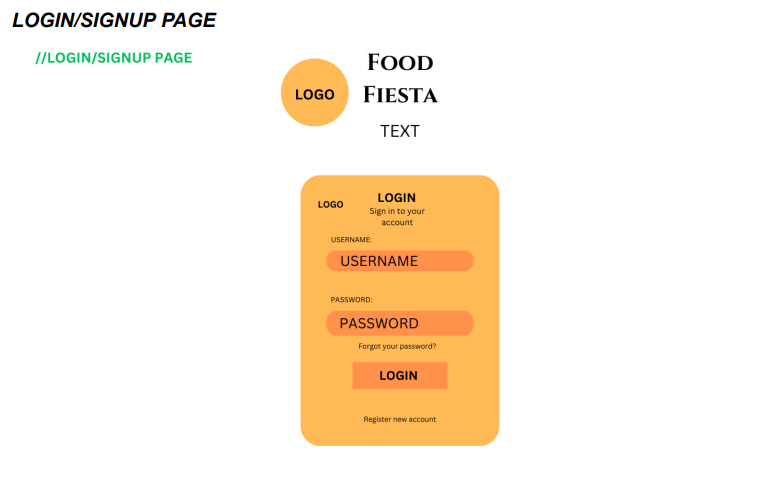 LOGIN/SIGNUP PAGE
//LOGIN/SIGNUP PAGE
LOGO
Food
Fiesta
TEXT
LOGO
LOGIN
Sign in to your
account
USERNAME:
USERNAME
PASSWORD:
PASSWORD
Forgot your password?
LOGIN
Register new account